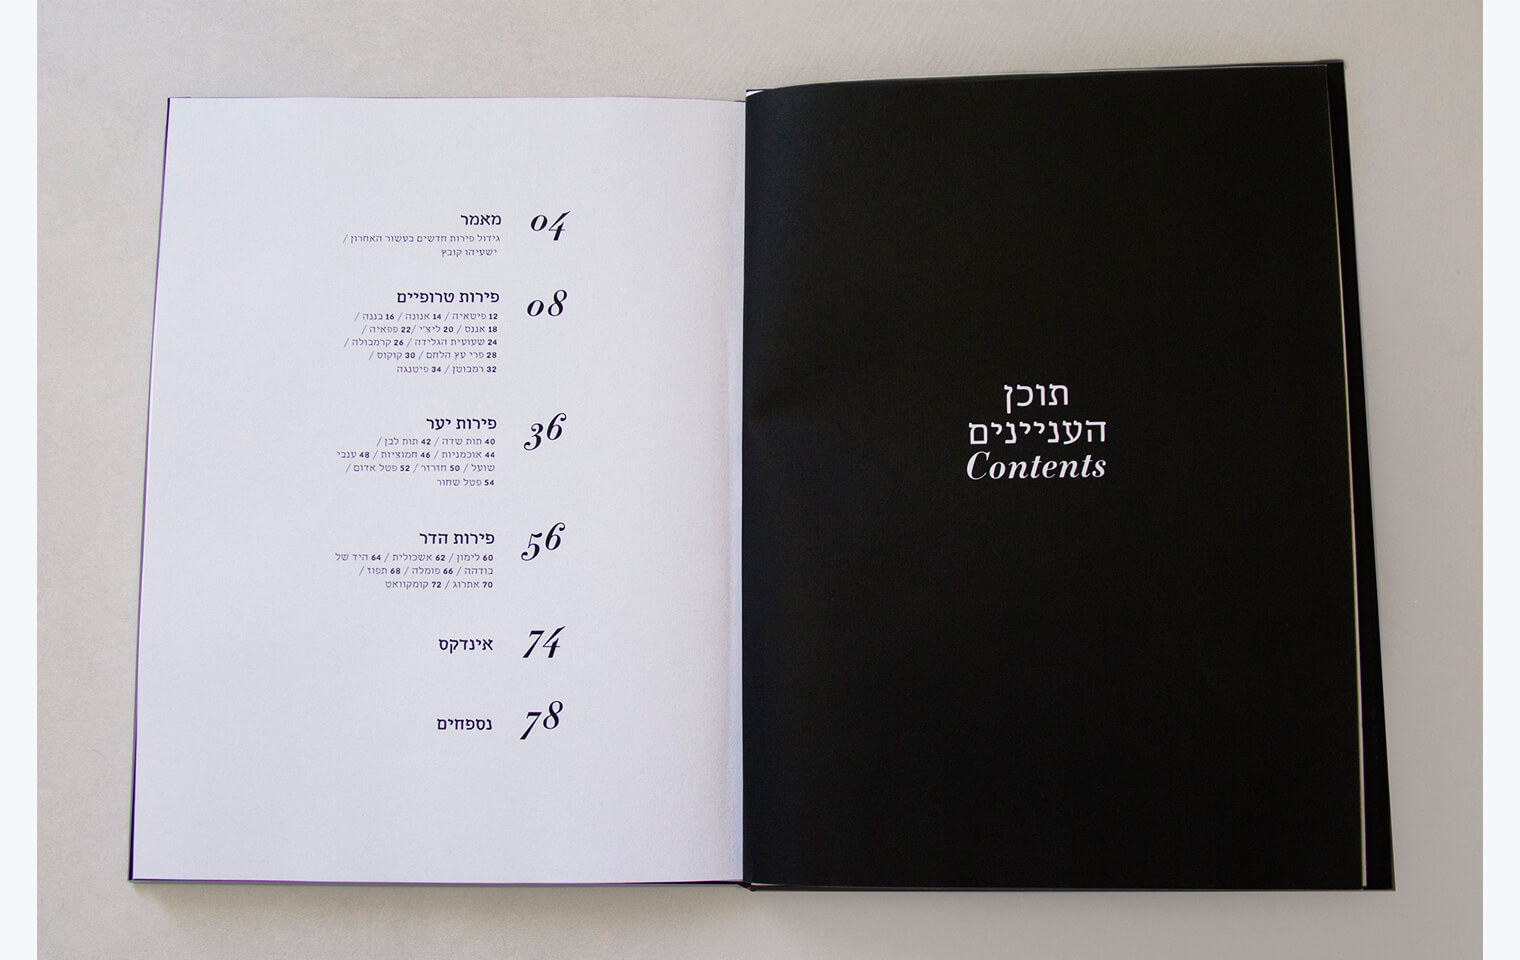 תוכן
העניינים
Contents
04 מאמר
גידול פירות חדשים בעשור האחרון /
ישעיהו קובץ
08 פירות טרופיים
12 פיטאיה / 14 אנונה / 16 בננה /
18 אננס / 20 ליצ'י / 22 פפאיה /
24 שעועית הגלידה / 26 קרמבולה /
28 פרי עץ הלחם / 30 קוקוס /
32 רמבוטן / 34 פיטנגה
36 פירות יער
40 תות שדה / 42 תות לבן /
44 אוכמניות / 46 חמוציות / 48 ענבי
שועל / 50 חזרזר / 52 פטל אדום /
54 פטל שחור
56 פירות הדר
60 לימון / 62 אשכולית / 64 היד של
בודהה / 66 פומלה / 68 תפוז /
70 אתרוג / 72 קומקוואט
74 אינדקס
78 נספחים